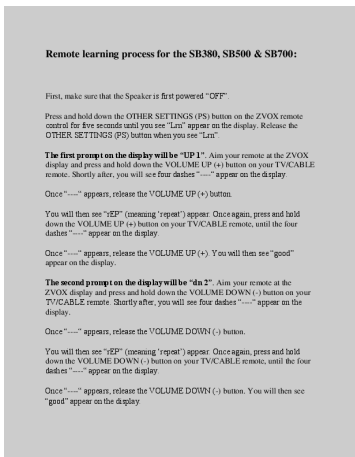 Remote learning process for the SB380, SB500 & SB700:
First, make sure that the Speaker is first powered "OFF".
Press and hold down the OTHER SETTINGS (PS) button on the ZVOX remote
control for five seconds until you see "Lrn" appear on the display. Release the
OTHER SETTINGS (PS) button when you see "Lrn".
The first prompt on the display will be "UP 1". Aim your remote at the ZVOX
display and press and hold down the VOLUME UP (+) button on your TV/CABLE
remote. Shortly after, you will see four dashes "----" appear on the display.
Once "----" appears, release the VOLUME UP (+) button.
You will then see "rEP" (meaning 'repeat') appear. Once again, press and hold
down the VOLUME UP (+) button on your TV/CABLE remote, until the four
dashes "----" appear on the display.
Once "----" appears, release the VOLUME UP (+). You will then see "good"
appear on the display.
The second prompt on the display will be "dn 2". Aim your remote at the
ZVOX display and press and hold down the VOLUME DOWN (-) button on your
TV/CABLE remote. Shortly after, you will see four dashes "----" appear on the
display.
Once "----" appears, release the VOLUME DOWN (-) button.
You will then see "rEP" (meaning 'repeat') appear. Once again, press and hold
down the VOLUME DOWN (-) button on your TV/CABLE remote, until the four
dashes "----" appear on the display.
Once "----" appears, release the VOLUME DOWN (-) button. You will then see
"good" appear on the display.